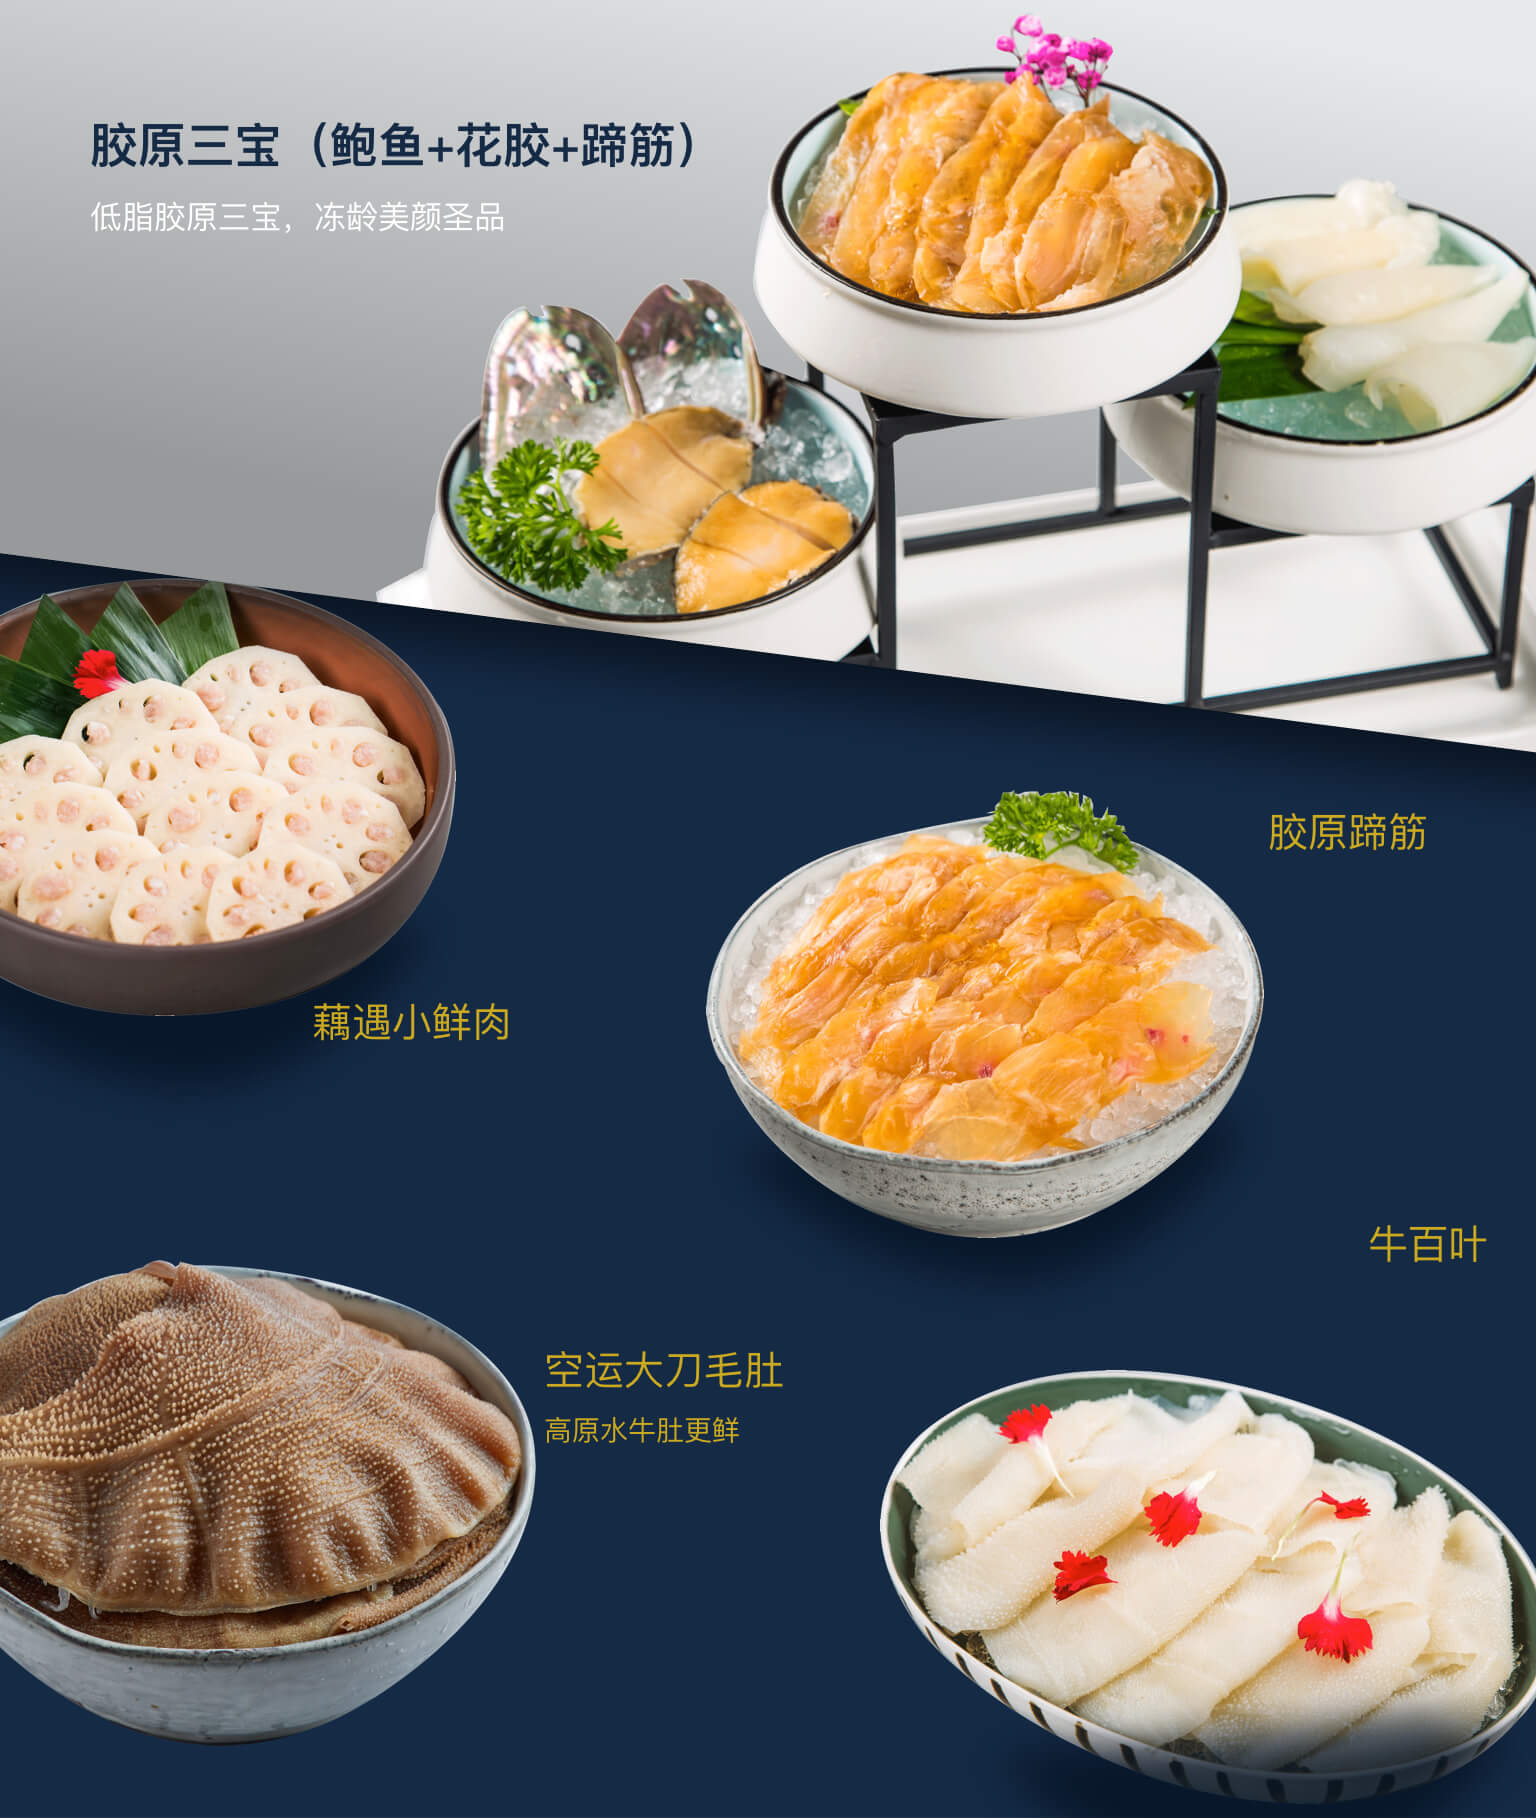 胶原三宝（鲍鱼+花胶+蹄筋）
低脂胶原三宝，冻龄美颜圣品
胶原蹄筋
藕遇小鲜肉
牛百叶
空运大刀毛肚
高原水牛肚更鲜